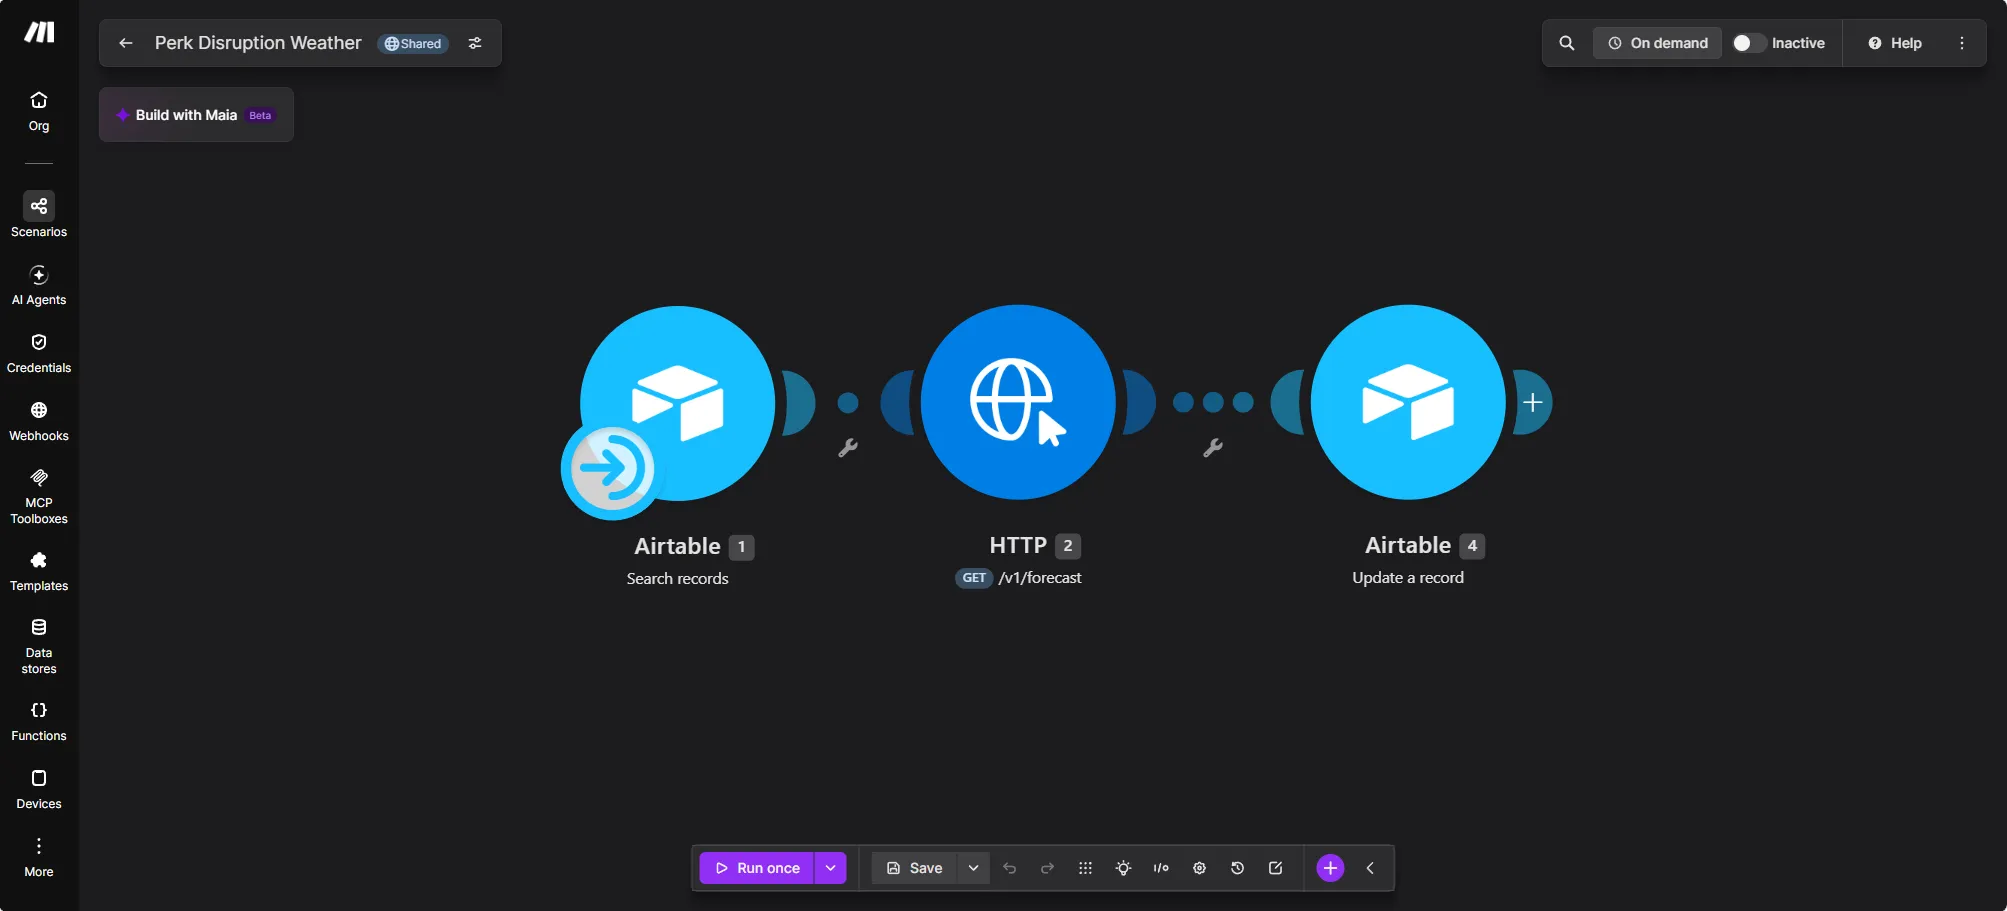 Perk Disruption Weather Shared
On demand Inactive Help
Build with Maia Beta
Org
Scenarios
AI Agents
Credentials
Webhooks
MCP
Toolboxes
Templates
Data
stores
Functions
Devices
More
Airtable 1
Search records
HTTP 2
GET /v1/forecast
Airtable 4
Update a record
Run once Save